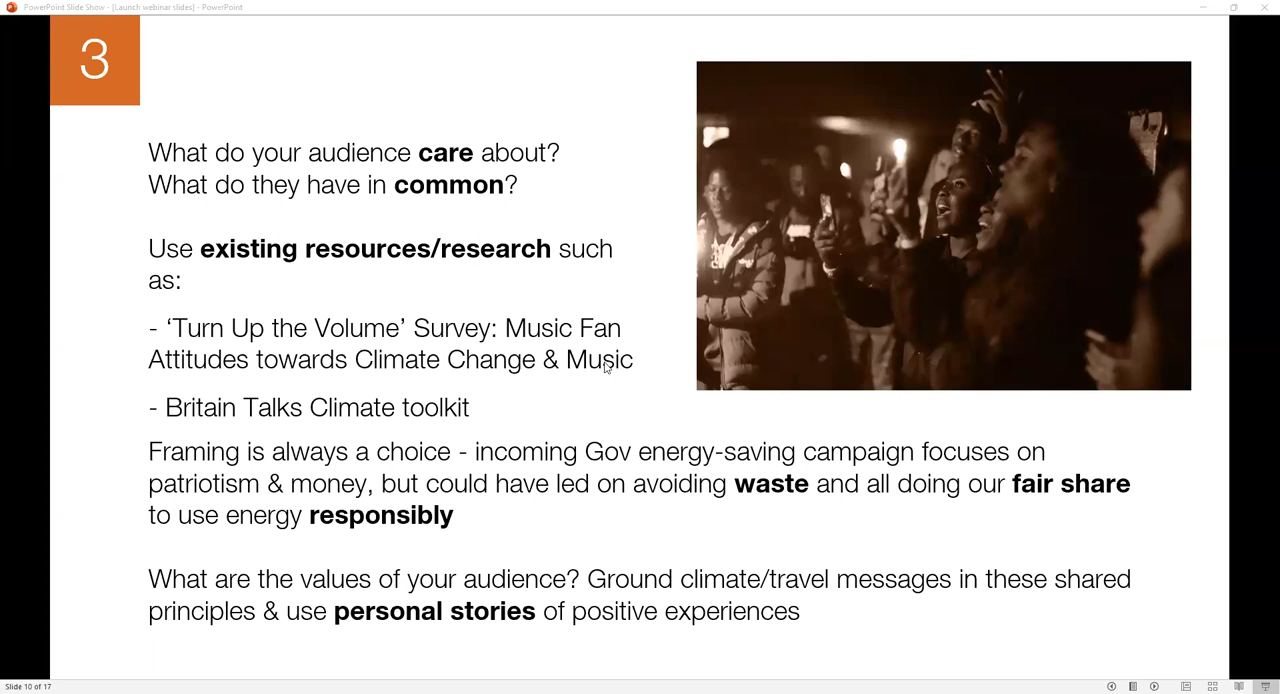 PowerPoint Slide Show - [Launch webinar slides] - PowerPoint
3
What do your audience care about?
What do they have in common?
Use existing resources/research such
as:
- ‘Turn Up the Volume’ Survey: Music Fan
Attitudes towards Climate Change & Music
- Britain Talks Climate toolkit
Framing is always a choice - incoming Gov energy-saving campaign focuses on
patriotism & money, but could have led on avoiding waste and all doing our fair share
to use energy responsibly
What are the values of your audience? Ground climate/travel messages in these shared
principles & use personal stories of positive experiences
Slide 10 of 17